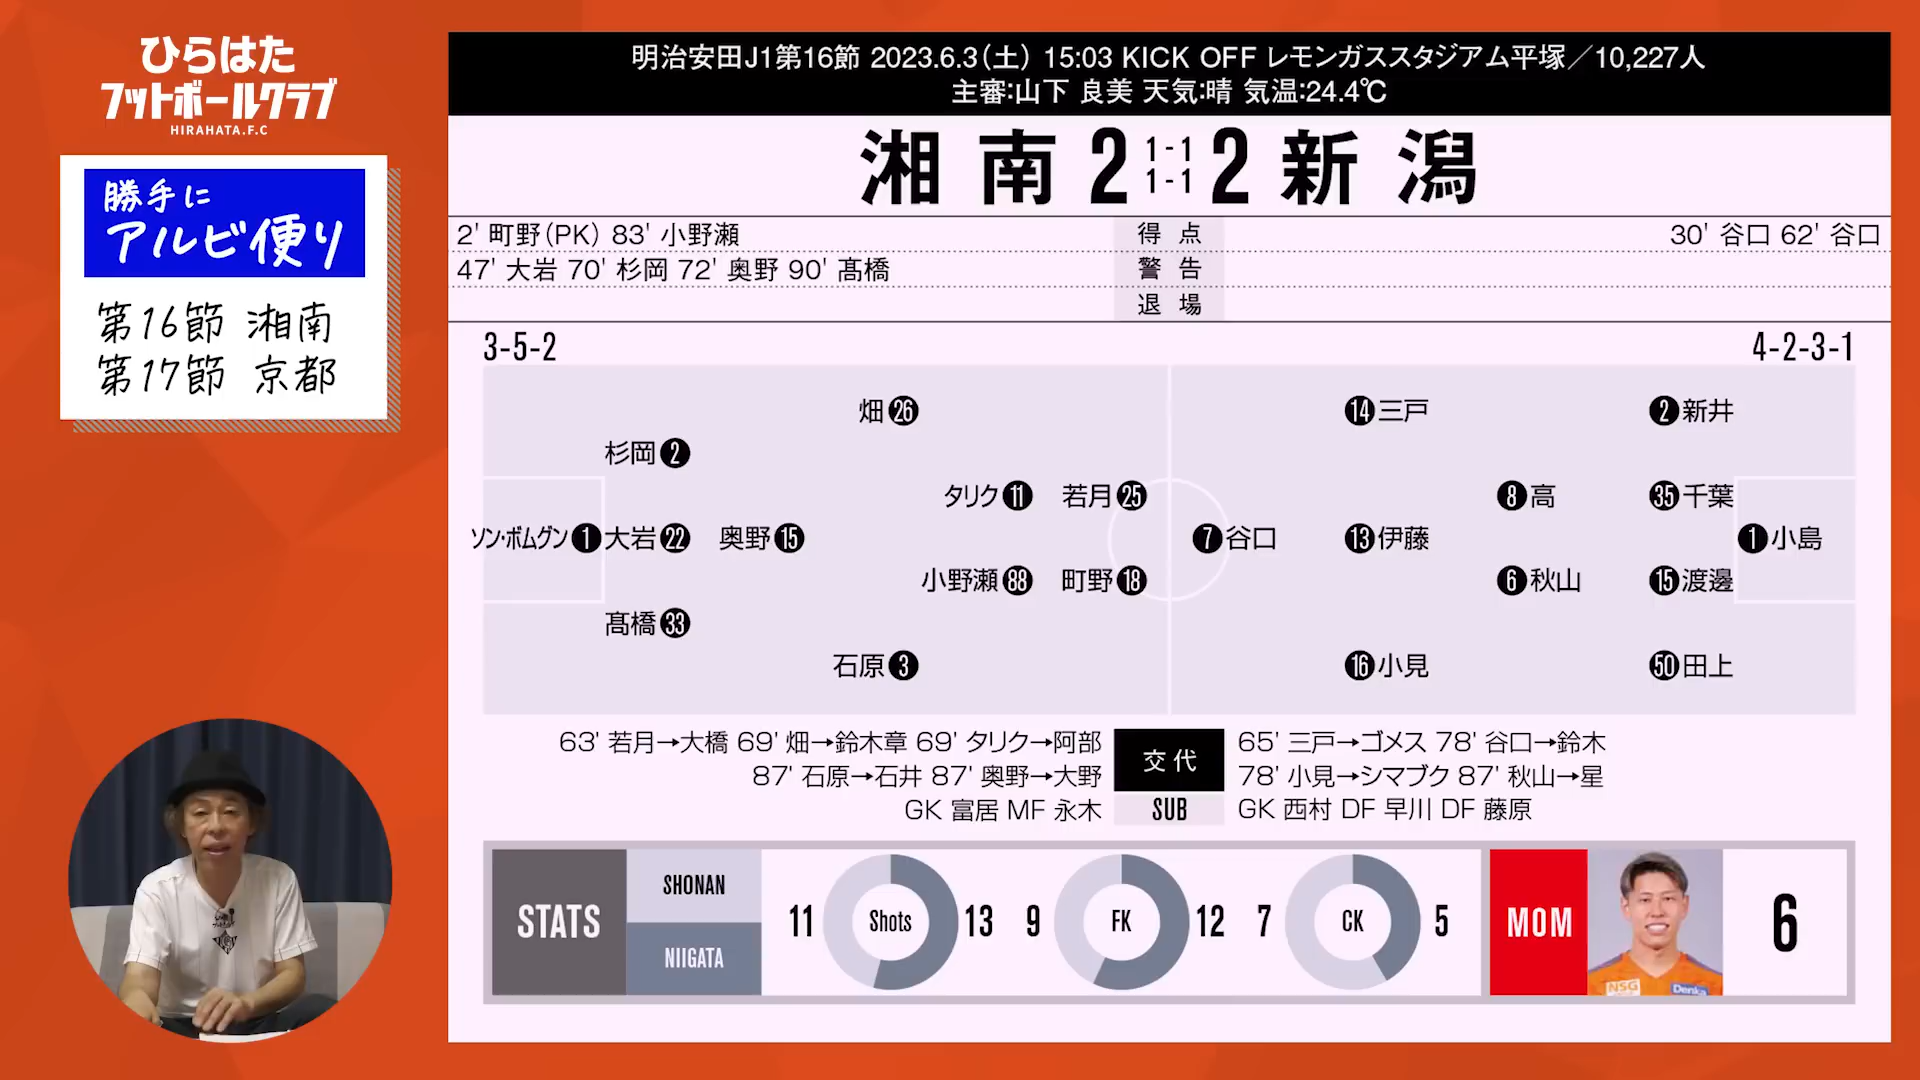 ひらはた
フットボールクラブ
HIRAHATA.F.C
勝手に
アルビ便り
第16節 湘南
第17節 京都
明治安田J1第16節 2023.6.3(土) 15:03 KICK OFF レモンガススタジアム平塚/10,227人
主審:山下 良美 天気:晴 気温:24.4℃
湘南 2 1-1 2 新潟
1-1
2' 町野(PK) 83' 小野瀬 得点 30' 谷口 62' 谷口
47' 大岩 70' 杉岡 72' 奥野 90' 髙橋 警告
退場
3-5-2 4-2-3-1
畑 26 14 三戸 2 新井
杉岡 2
タリク 11 若月 25 8 高 35 千葉
ソン・ボムグン 1 大岩 22 奥野 15 7 谷口 13 伊藤 1 小島
小野瀬 88 町野 18 6 秋山 15 渡邊
髙橋 33
石原 3 16 小見 50 田上
63' 若月→大橋 69' 畑→鈴木章 69' タリク→阿部 交代 65' 三戸→ゴメス 78' 谷口→鈴木
87' 石原→石井 87' 奥野→大野 78' 小見→シマブク 87' 秋山→星
GK 富居 MF 永木 SUB GK 西村 DF 早川 DF 藤原
STATS
SHONAN
NIIGATA
11 Shots 13 9 FK 12 7 CK 5
MOM 6
NSG
Denka